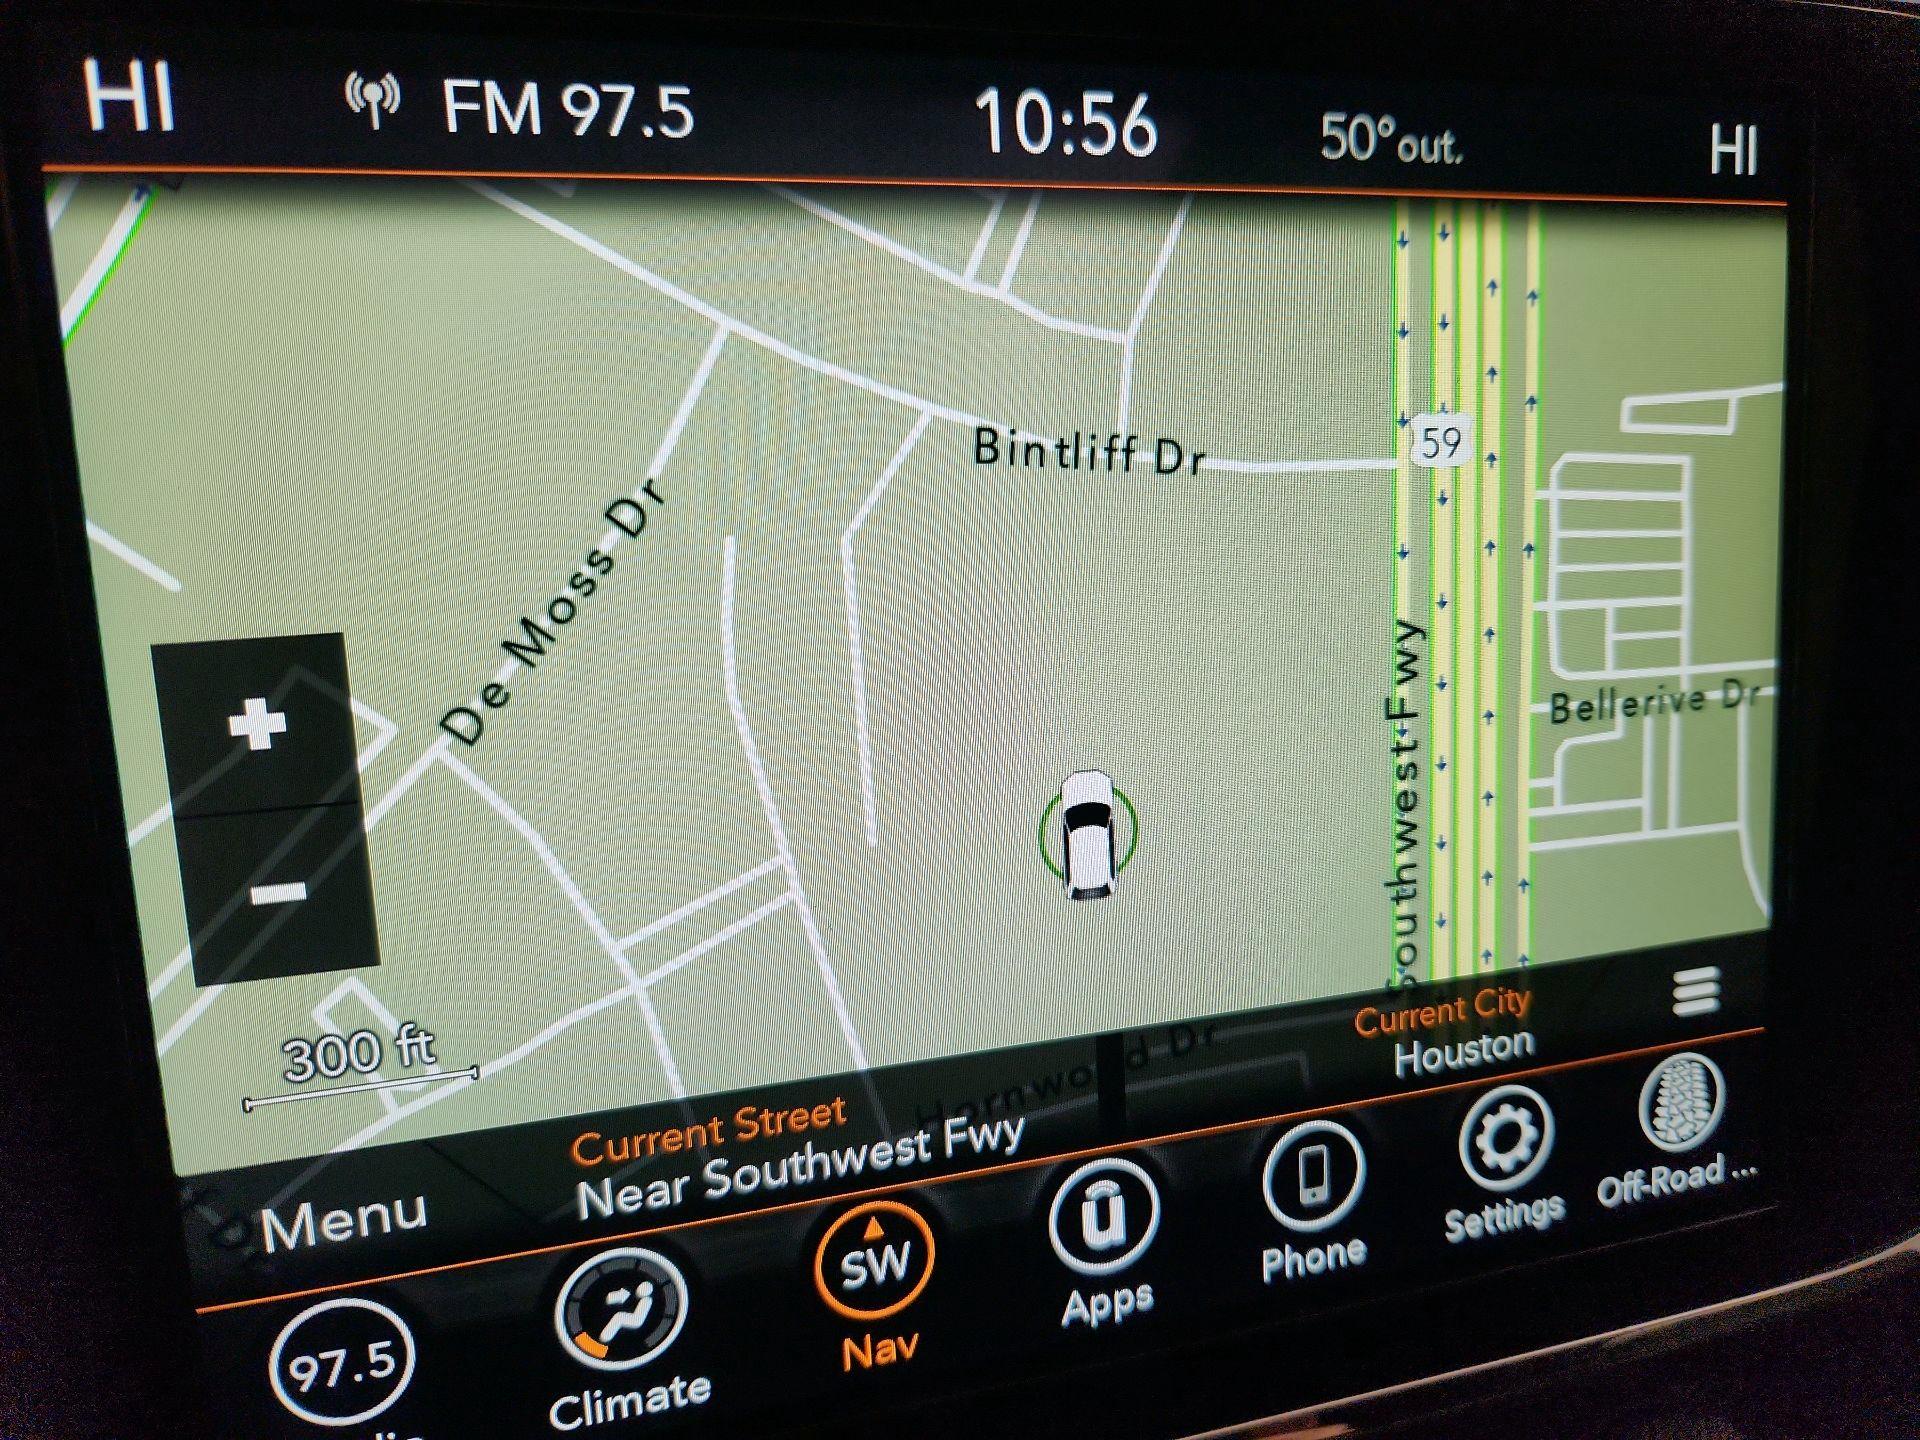 HI FM 97.5 10:56 50° out. HI
Bintliff Dr
59
De Moss Dr
Southwest Fwy
Bellerive Dr
+
-
300 ft
Hornwood Dr
Current City
Houston
Current Street
Near Southwest Fwy
Menu
97.5
Climate
SW
Nav
Apps
Phone
Settings
Off-Road ...